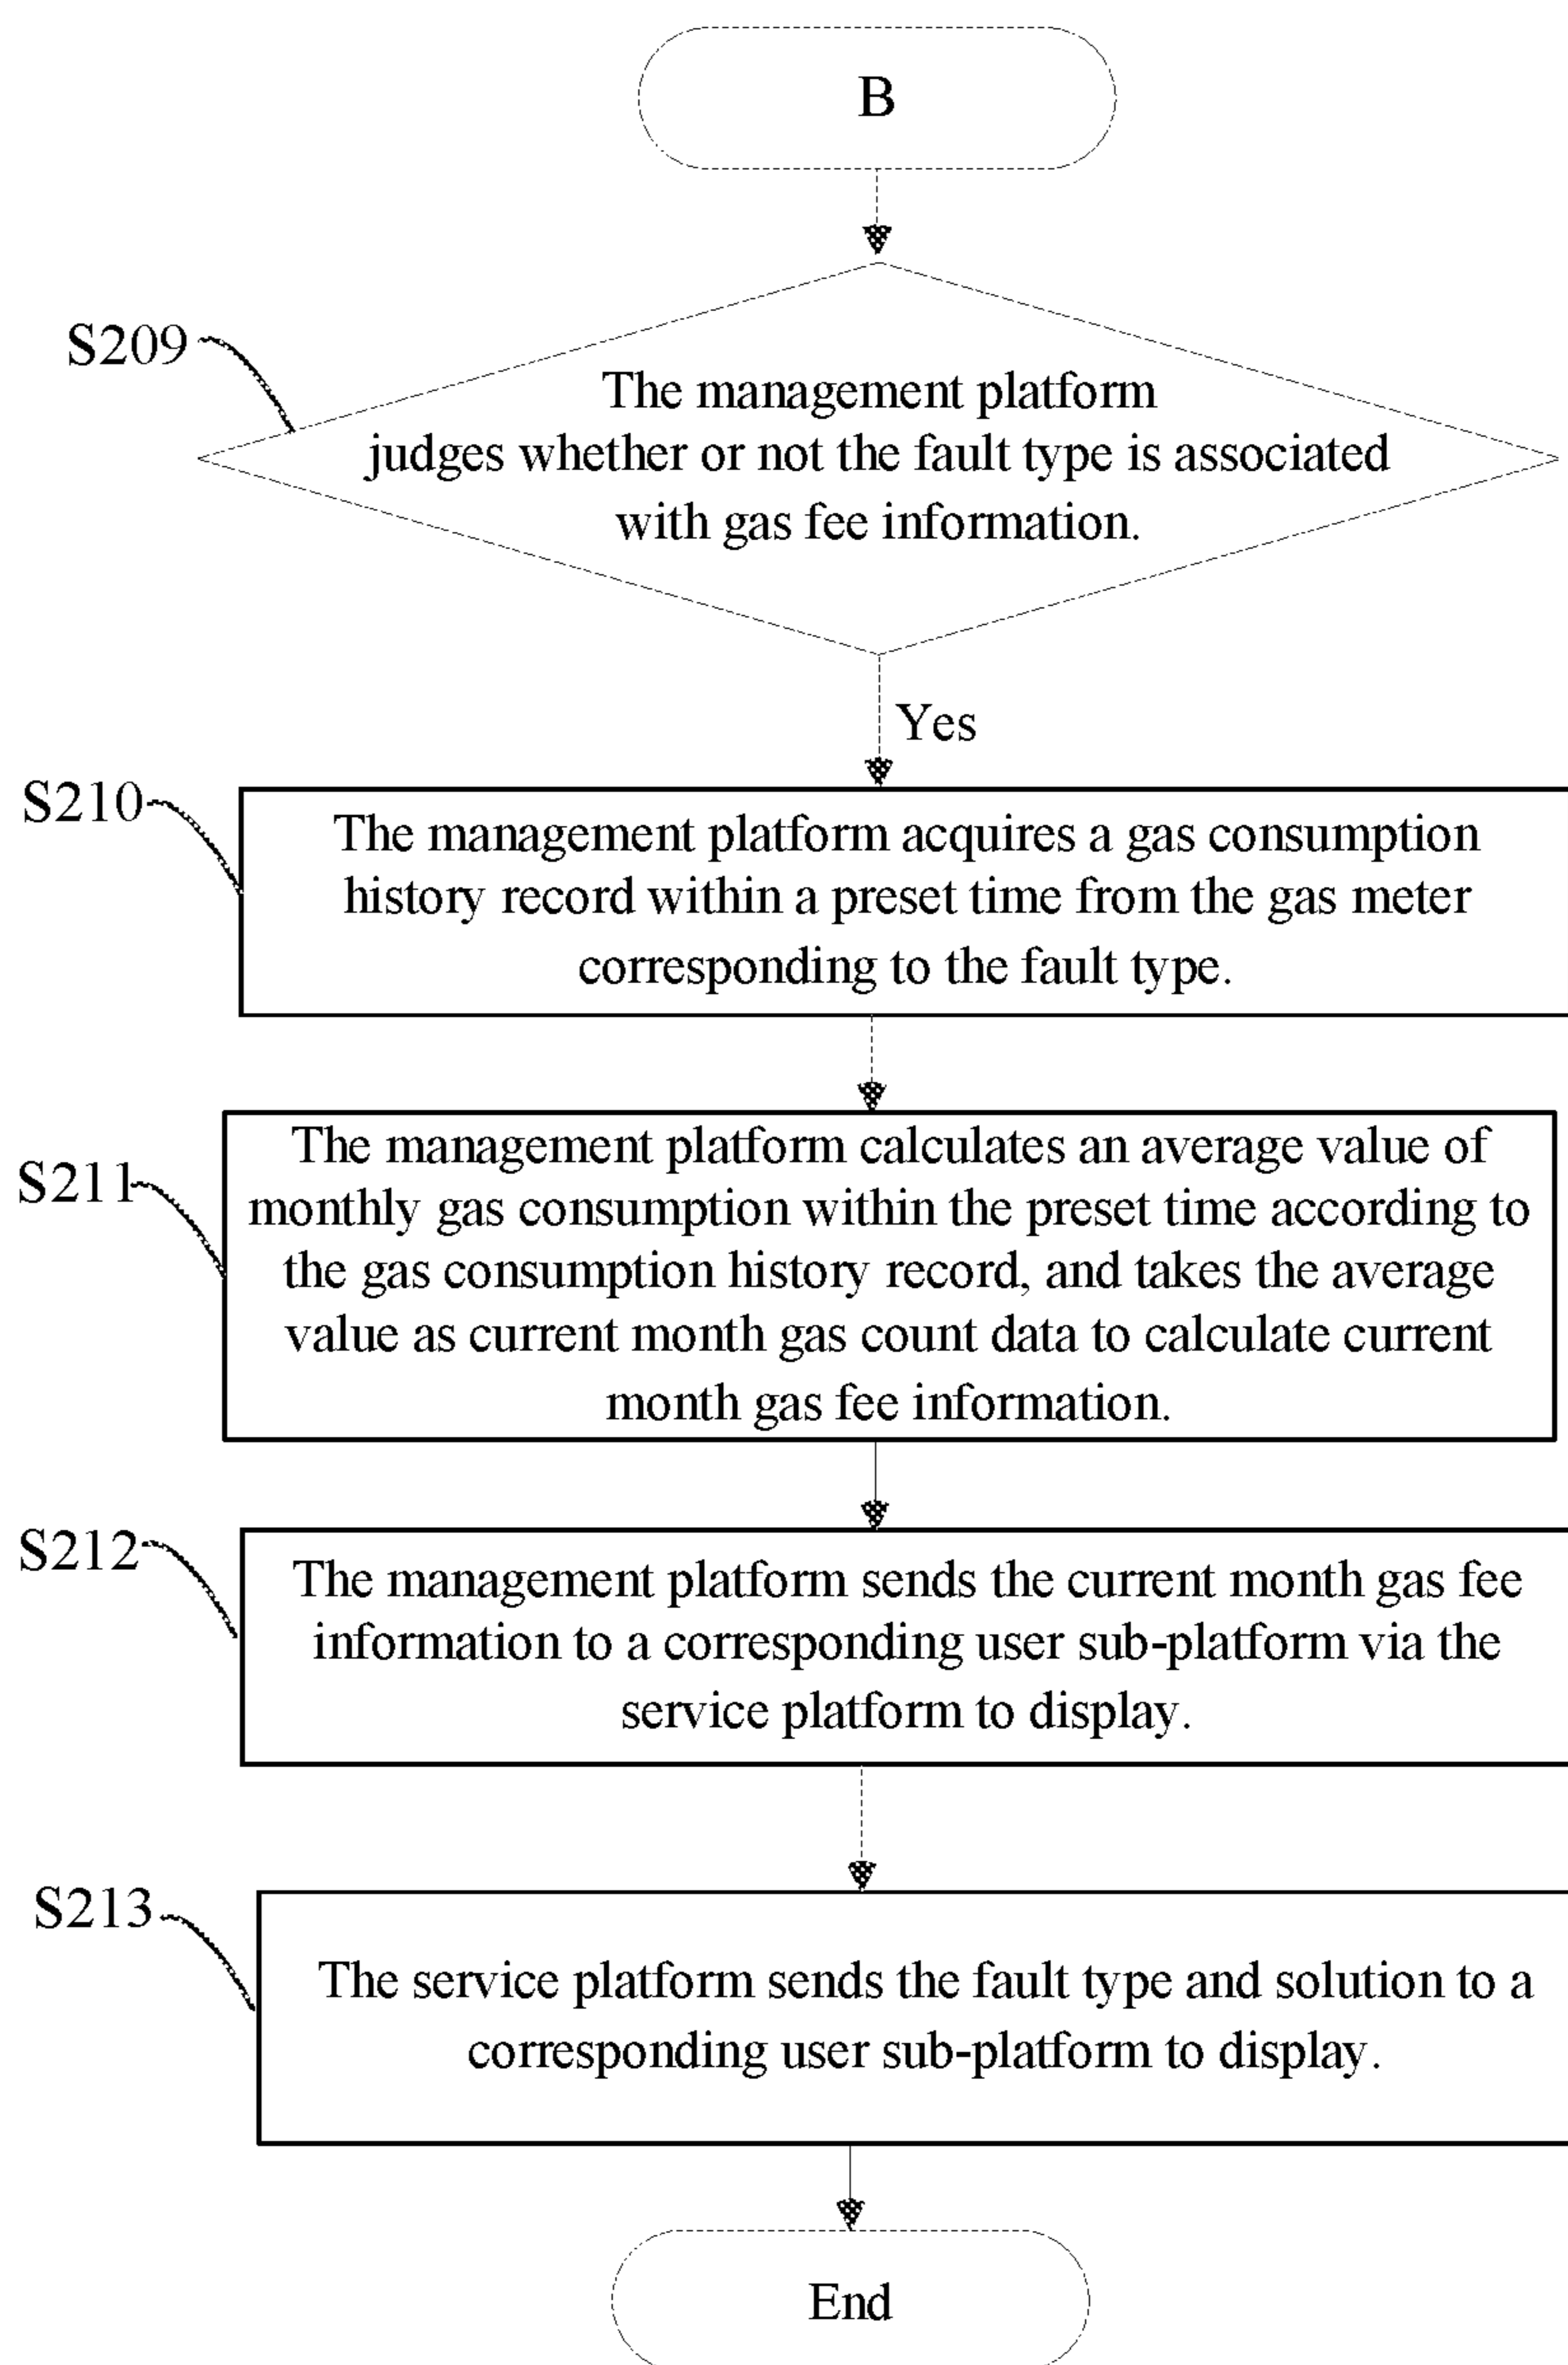 B
S209
The management platform
judges whether or not the fault type is associated
with gas fee information.
Yes
S210
The management platform acquires a gas consumption
history record within a preset time from the gas meter
corresponding to the fault type.
S211
The management platform calculates an average value of
monthly gas consumption within the preset time according to
the gas consumption history record, and takes the average
value as current month gas count data to calculate current
month gas fee information.
S212
The management platform sends the current month gas fee
information to a corresponding user sub-platform via the
service platform to display.
S213
The service platform sends the fault type and solution to a
corresponding user sub-platform to display.
End